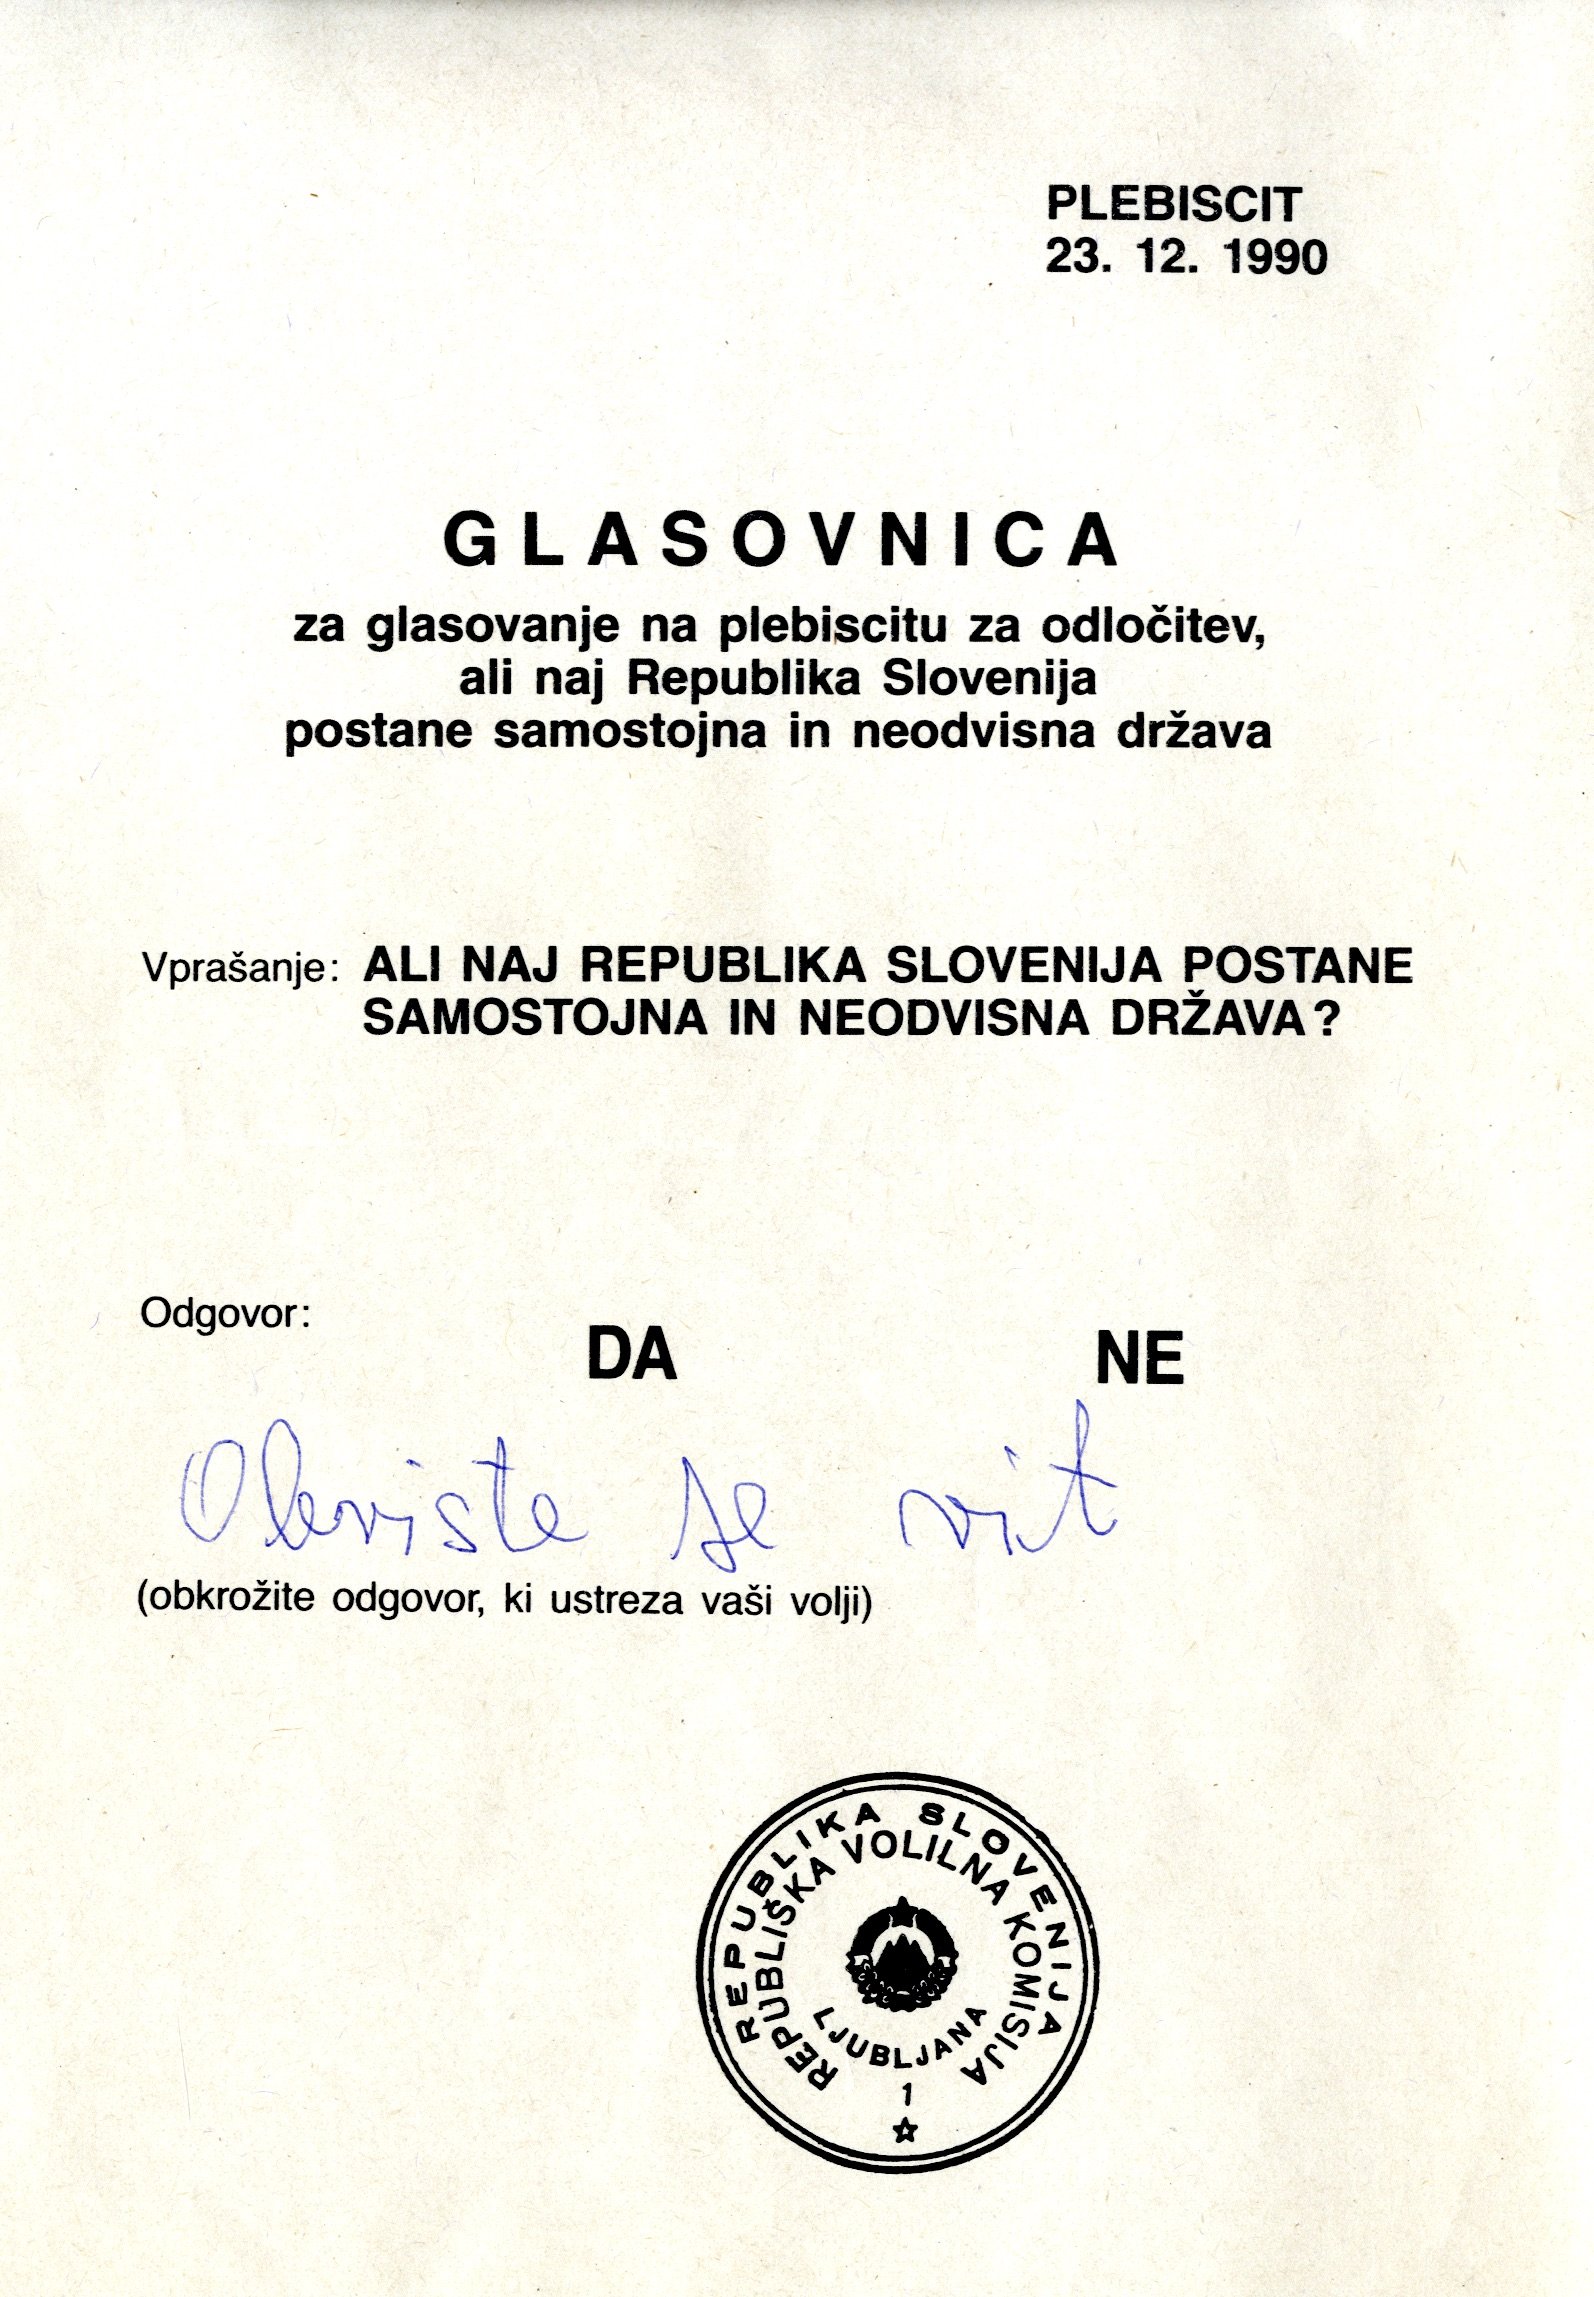 PLEBISCIT
23. 12. 1990
GLASOVNICA
za glasovanje na plebiscitu za odločitev,
ali naj Republika Slovenija
postane samostojna in neodvisna država
Vprašanje: ALI NAJ REPUBLIKA SLOVENIJA POSTANE
SAMOSTOJNA IN NEODVISNA DRŽAVA?
Odgovor:
DA NE
se rit
(obkrožite odgovor, ki ustreza vaši volji)
REPUBLIKA SLOVENIJA
REPUBLIŠKA VOLILNA KOMISIJA
LJUBLJANA
1